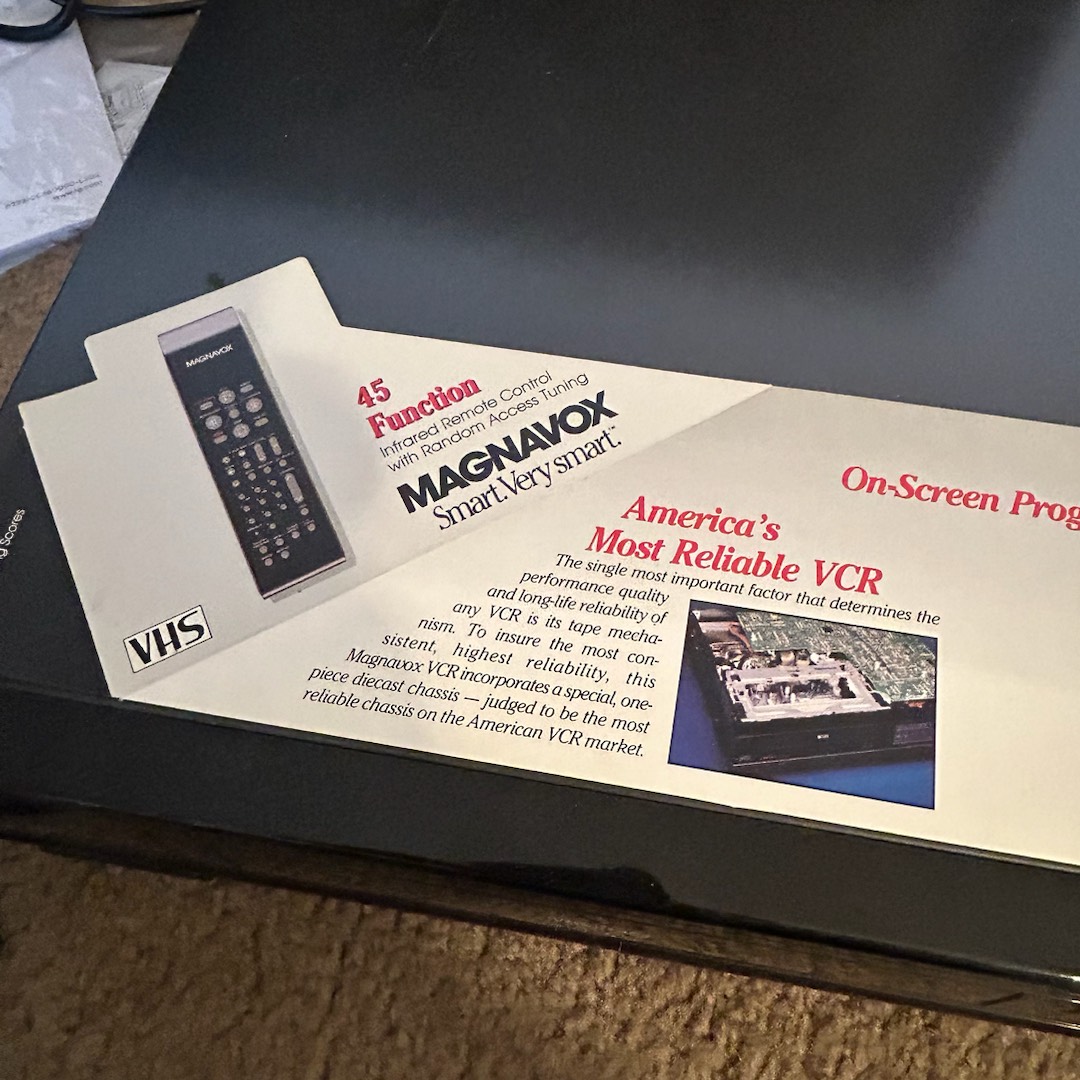 MAGNAVOX
45
Function
Infrared Remote Control
with Random Access Tuning
MAGNAVOX
Smart. Very smart.™
VHS
On-Screen Prog
America's
Most Reliable VCR
The single most important factor that determines the
performance quality
and long-life reliability of
any VCR is its tape mecha-
nism. To insure the most con-
sistent, highest reliability, this
Magnavox VCR incorporates a special, one-
piece diecast chassis — judged to be the most
reliable chassis on the American VCR market.
g Scores